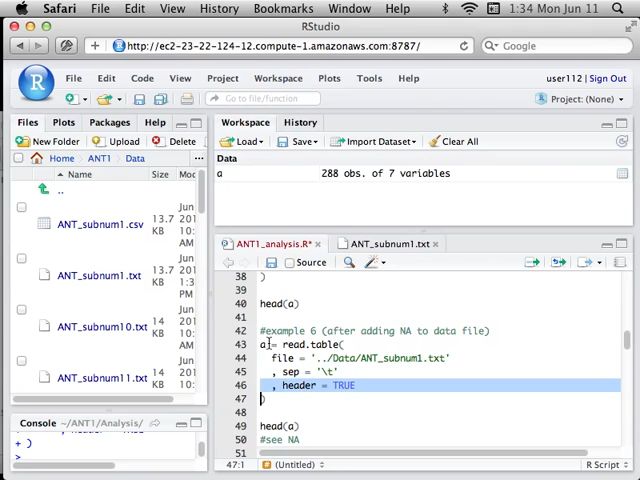 Safari File Edit View History Bookmarks Window Help 1:34 Mon Jun 11
RStudio
http://ec2-23-22-124-12.compute-1.amazonaws.com:8787/ Google
R File Edit Code View Project Workspace Plots Tools Help user112 | Sign Out
Go to file/function Project: (None)
Files Plots Packages Help
New Folder Upload Delete
Home ANT1 Data ...
Name Size Modified
..
ANT_subnum1.csv 13.7 KB Jun
ANT_subnum1.txt 13.7 KB Jun
ANT_subnum10.txt 14 KB Jun
ANT_subnum11.txt 14 KB Jun
Console ~/ANT1/Analysis/
+ )
>
Workspace History
Load Save Import Dataset Clear All
Data
a 288 obs. of 7 variables
ANT1_analysis.R* ANT_subnum1.txt
Source
38 )
39
40 head(a)
41
42 #example 6 (after adding NA to data file)
43 a = read.table(
44 file = '../Data/ANT_subnum1.txt'
45 , sep = '\t'
46 , header = TRUE
47 )
48
49 head(a)
50 #see NA
51
47:1 # (Untitled) R Script